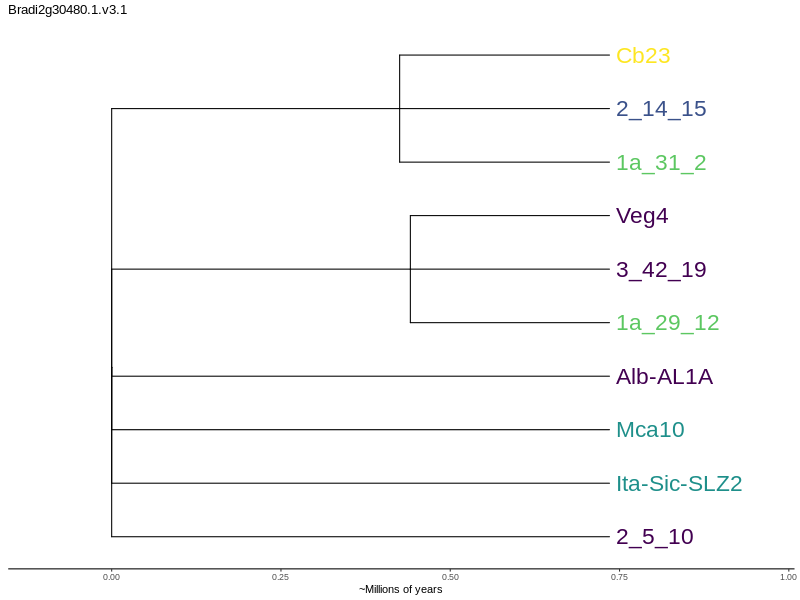 Bradi2g30480.1.v3.1
Cb23
2_14_15
1a_31_2
Veg4
3_42_19
1a_29_12
Alb-AL1A
Mca10
Ita-Sic-SLZ2
2_5_10
0.00 0.25 0.50 0.75 1.00
~Millions of years